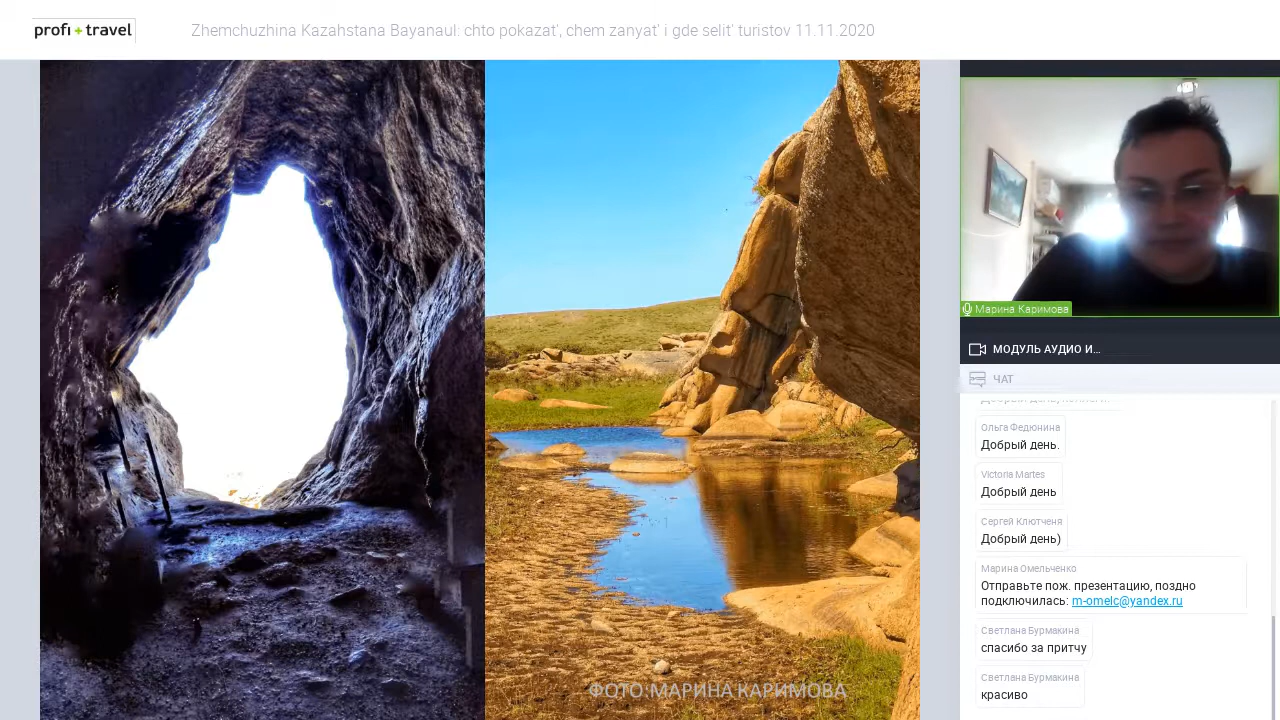 profi + travel
Zhemchuzhina Kazahstana Bayanaul: chto pokazat', chem zanyat' i gde selit' turistov 11.11.2020
ФОТО:МАРИНА КАРИМОВА
Марина Каримова
МОДУЛЬ АУДИО И...
ЧАТ
Ольга Федюнина
Добрый день.
Victoria Martes
Добрый день
Сергей Клютченя
Добрый день)
Марина Омельченко
Отправьте пож. презентацию, поздно
подключилась: m-omelc@yandex.ru
Светлана Бурмакина
спасибо за притчу
Светлана Бурмакина
красиво